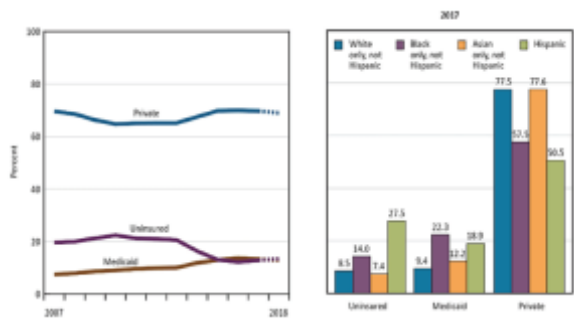 2017
100
80
60
40
20
0
Percent
Private
Uninsured
Medicaid
2007
2018
White only, not Hispanic
Black only, not Hispanic
Asian only, not Hispanic
Hispanic
8.5
14.0
7.4
27.5
9.4
22.3
12.2
18.9
77.5
57.5
77.6
50.5
Uninsured
Medicaid
Private